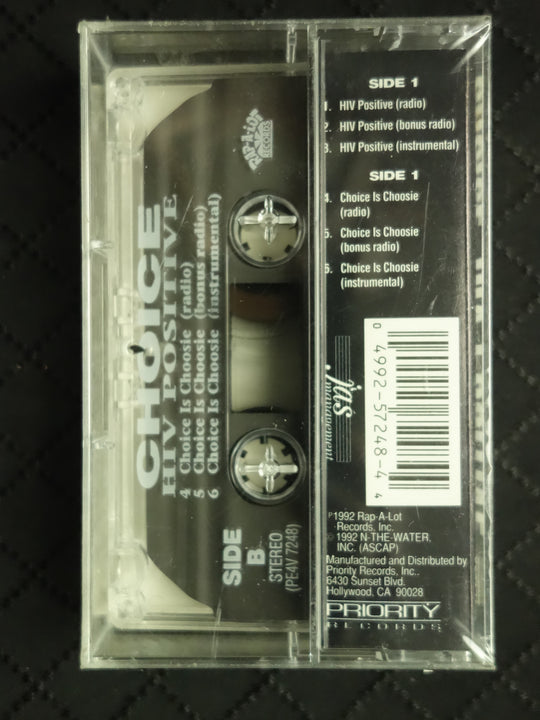 SIDE 1
1. HIV Positive (radio)
2. HIV Positive (bonus radio)
3. HIV Positive (instrumental)
SIDE 1
4. Choice Is Choosie
(radio)
5. Choice Is Choosie
(bonus radio)
6. Choice Is Choosie
(instrumental)
jas
management
0 4992-57248-4 4
℗1992 Rap-A-Lot
Records, Inc.
© 1992 N-THE-WATER.
INC. (ASCAP)
Manufactured and Distributed by
Priority Records, Inc..
6430 Sunset Blvd.
Hollywood, CA 90028
PRIORITY
RECORDS
CHOICE
HIV POSITIVE
4 Choice Is Choosie (radio)
5 Choice Is Choosie (bonus radio)
6 Choice Is Choosie (instrumental)
RAP-A-LOT
RECORDS
SIDE
B
STEREO
(PE4V 7248)